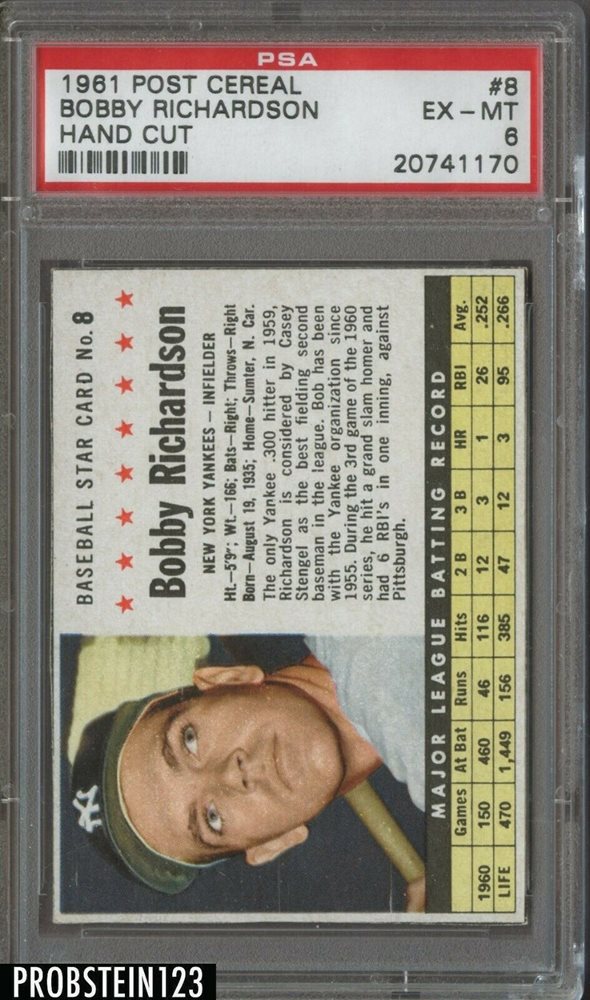 PSA
1961 POST CEREAL #8
BOBBY RICHARDSON EX - MT
HAND CUT 6
20741170
BASEBALL STAR CARD No. 8
Bobby Richardson
NEW YORK YANKEES — INFIELDER
Ht.—5'9"; Wt.—166; Bats—Right; Throws—Right
Born—August 19, 1935; Home—Sumter, N. Car.
The only Yankee .300 hitter in 1959,
Richardson is considered by Casey
Stengel as the best fielding second
baseman in the league. Bob has been
with the Yankee organization since
1955. During the 3rd game of the 1960
series, he hit a grand slam homer and
had 6 RBI's in one inning, against
Pittsburgh.
NY
MAJOR LEAGUE BATTING RECORD
Games At Bat Runs Hits 2 B 3 B HR RBI Avg.
1960 150 460 46 116 12 3 1 26 .252
LIFE 470 1,449 156 385 47 12 3 95 .266
PROBSTEIN123